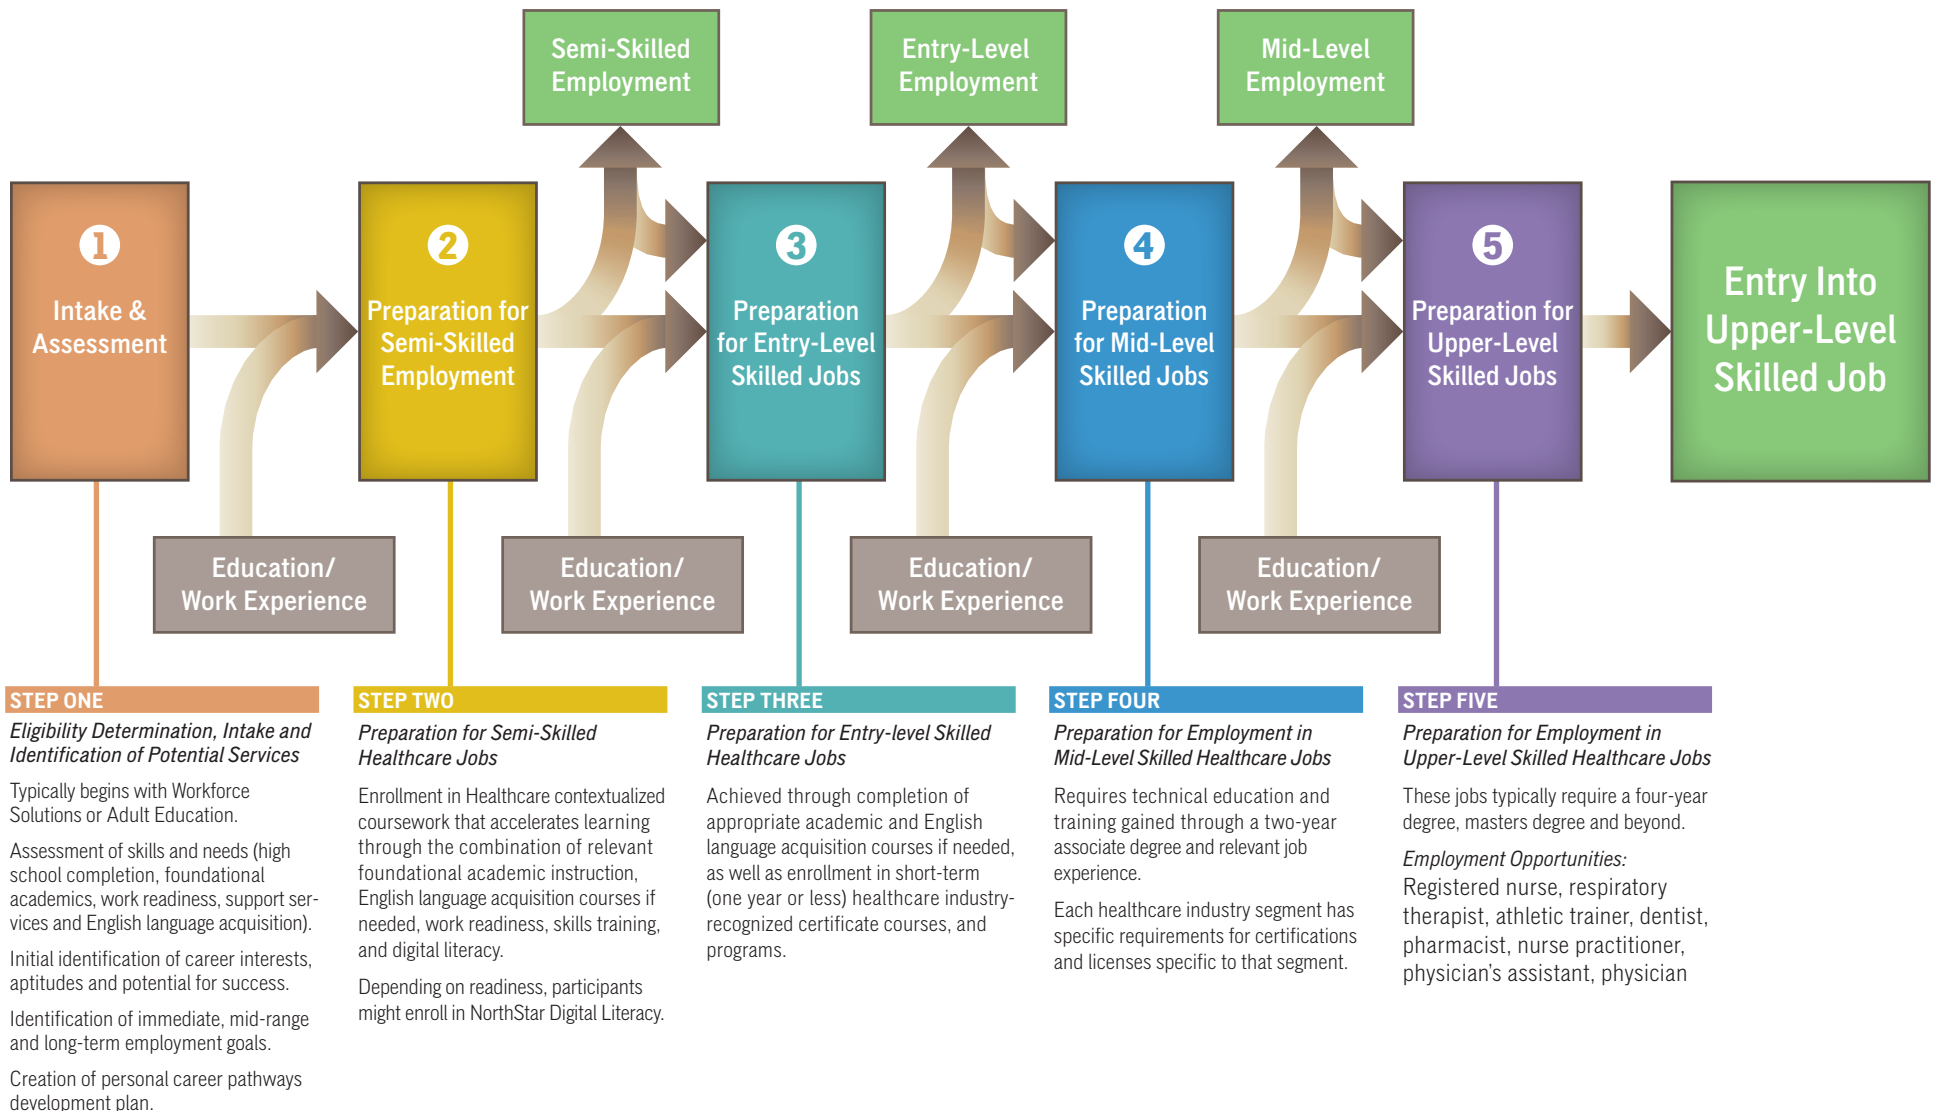 Semi-Skilled
Employment
Entry-Level
Employment
Mid-Level
Employment
1
Intake &
Assessment
2
Preparation for
Semi-Skilled
Employment
3
Preparation
for Entry-Level
Skilled Jobs
4
Preparation
for Mid-Level
Skilled Jobs
5
Preparation for
Upper-Level
Skilled Jobs
Entry Into
Upper-Level
Skilled Job
Education/
Work Experience
Education/
Work Experience
Education/
Work Experience
Education/
Work Experience
STEP ONE
Eligibility Determination, Intake and
Identification of Potential Services
Typically begins with Workforce
Solutions or Adult Education.
Assessment of skills and needs (high
school completion, foundational
academics, work readiness, support ser-
vices and English language acquisition).
Initial identification of career interests,
aptitudes and potential for success.
Identification of immediate, mid-range
and long-term employment goals.
Creation of personal career pathways
development plan.
STEP TWO
Preparation for Semi-Skilled
Healthcare Jobs
Enrollment in Healthcare contextualized
coursework that accelerates learning
through the combination of relevant
foundational academic instruction,
English language acquisition courses if
needed, work readiness, skills training,
and digital literacy.
Depending on readiness, participants
might enroll in NorthStar Digital Literacy.
STEP THREE
Preparation for Entry-level Skilled
Healthcare Jobs
Achieved through completion of
appropriate academic and English
language acquisition courses if needed,
as well as enrollment in short-term
(one year or less) healthcare industry-
recognized certificate courses, and
programs.
STEP FOUR
Preparation for Employment in
Mid-Level Skilled Healthcare Jobs
Requires technical education and
training gained through a two-year
associate degree and relevant job
experience.
Each healthcare industry segment has
specific requirements for certifications
and licenses specific to that segment.
STEP FIVE
Preparation for Employment in
Upper-Level Skilled Healthcare Jobs
These jobs typically require a four-year
degree, masters degree and beyond.
Employment Opportunities:
Registered nurse, respiratory
therapist, athletic trainer, dentist,
pharmacist, nurse practitioner,
physician's assistant, physician